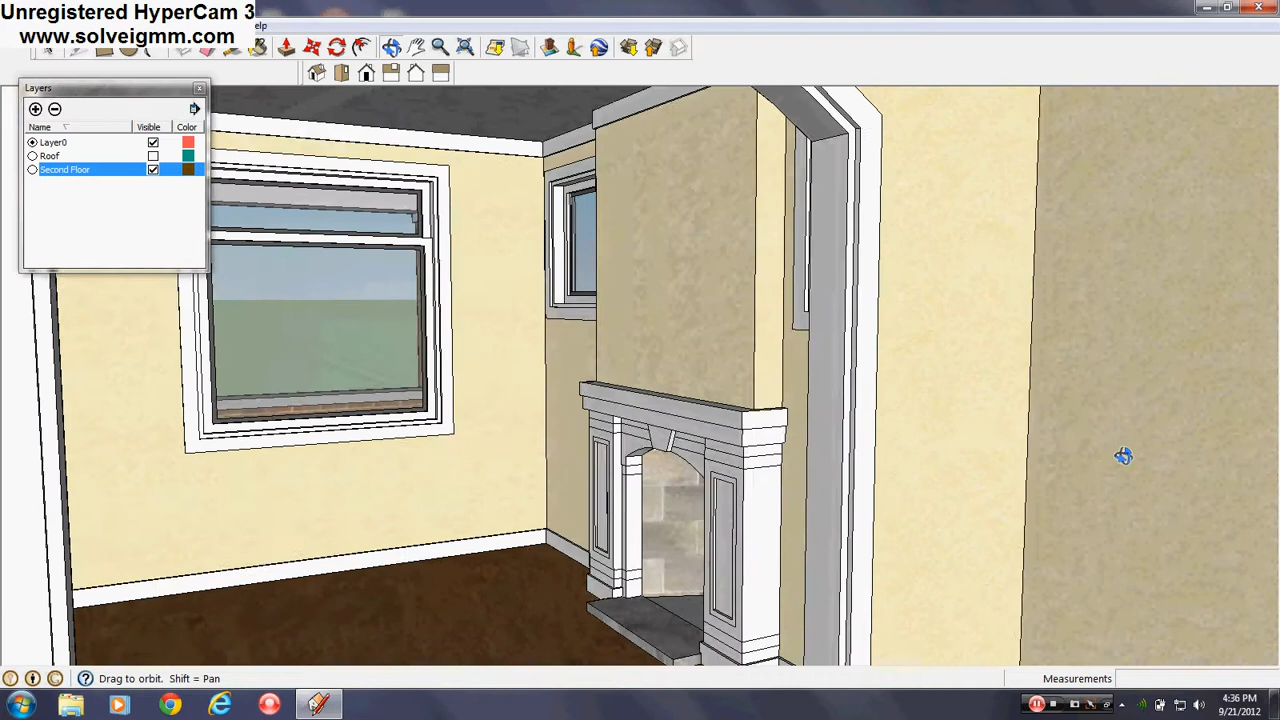 Unregistered HyperCam 3
www.solveigmm.com
elp
Layers
Name Visible Color
Layer0
Roof
Second Floor
Drag to orbit. Shift = Pan
Measurements
4:36 PM
9/21/2012